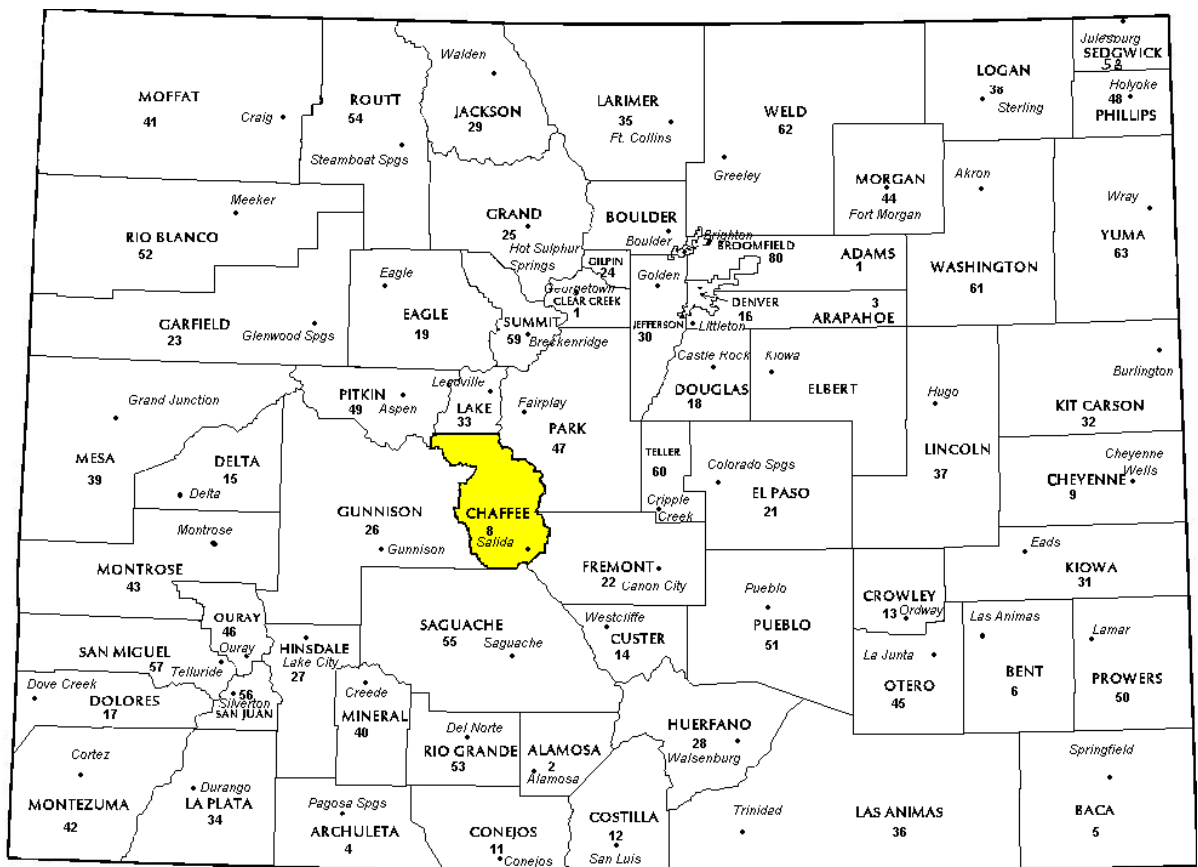 Julesburg
SEDGWICK
58
Walden
LOGAN
38
Holyoke
48
PHILLIPS
MOFFAT
41
Craig
ROUTT
54
JACKSON
29
LARIMER
35
Ft. Collins
WELD
62
Sterling
Steamboat Spgs
Greeley
MORGAN
44
Fort Morgan
Akron
Meeker
Wray
RIO BLANCO
52
GRAND
25
Hot Sulphur
Springs
BOULDER
Boulder
Brighton
BROOMFIELD
80
ADAMS
1
WASHINGTON
61
YUMA
63
GILPIN
24
Eagle
Golden
Georgetown
CLEAR CREEK
1
DENVER
16
3
ARAPAHOE
GARFIELD
23
Glenwood Spgs
EAGLE
19
SUMMIT
59
Breckenridge
JEFFERSON
30
Littleton
Castle Rock
Kiowa
DOUGLAS
18
ELBERT
Burlington
PITKIN
49
Aspen
Leadville
LAKE
33
Fairplay
PARK
47
Hugo
KIT CARSON
32
Grand Junction
MESA
39
DELTA
15
Delta
TELLER
60
Cripple
Creek
Colorado Spgs
EL PASO
21
LINCOLN
37
Cheyenne
Wells
CHEYENNE
9
GUNNISON
26
Gunnison
CHAFFEE
8
Salida
Montrose
MONTROSE
43
FREMONT
22
Canon City
Eads
KIOWA
31
Pueblo
PUEBLO
51
CROWLEY
13
Ordway
Las Animas
OURAY
46
Ouray
HINSDALE
Lake City
27
SAGUACHE
55
Saguache
Westcliffe
CUSTER
14
SAN MIGUEL
57
Telluride
La Junta
OTERO
45
BENT
6
Lamar
PROWERS
50
Dove Creek
DOLORES
17
56
Silverton
SAN JUAN
Creede
MINERAL
40
Del Norte
RIO GRANDE
53
ALAMOSA
2
Alamosa
HUERFANO
28
Walsenburg
Cortez
MONTEZUMA
42
Durango
LA PLATA
34
Pagosa Spgs
ARCHULETA
4
CONEJOS
11
Conejos
COSTILLA
12
San Luis
Trinidad
LAS ANIMAS
36
Springfield
BACA
5